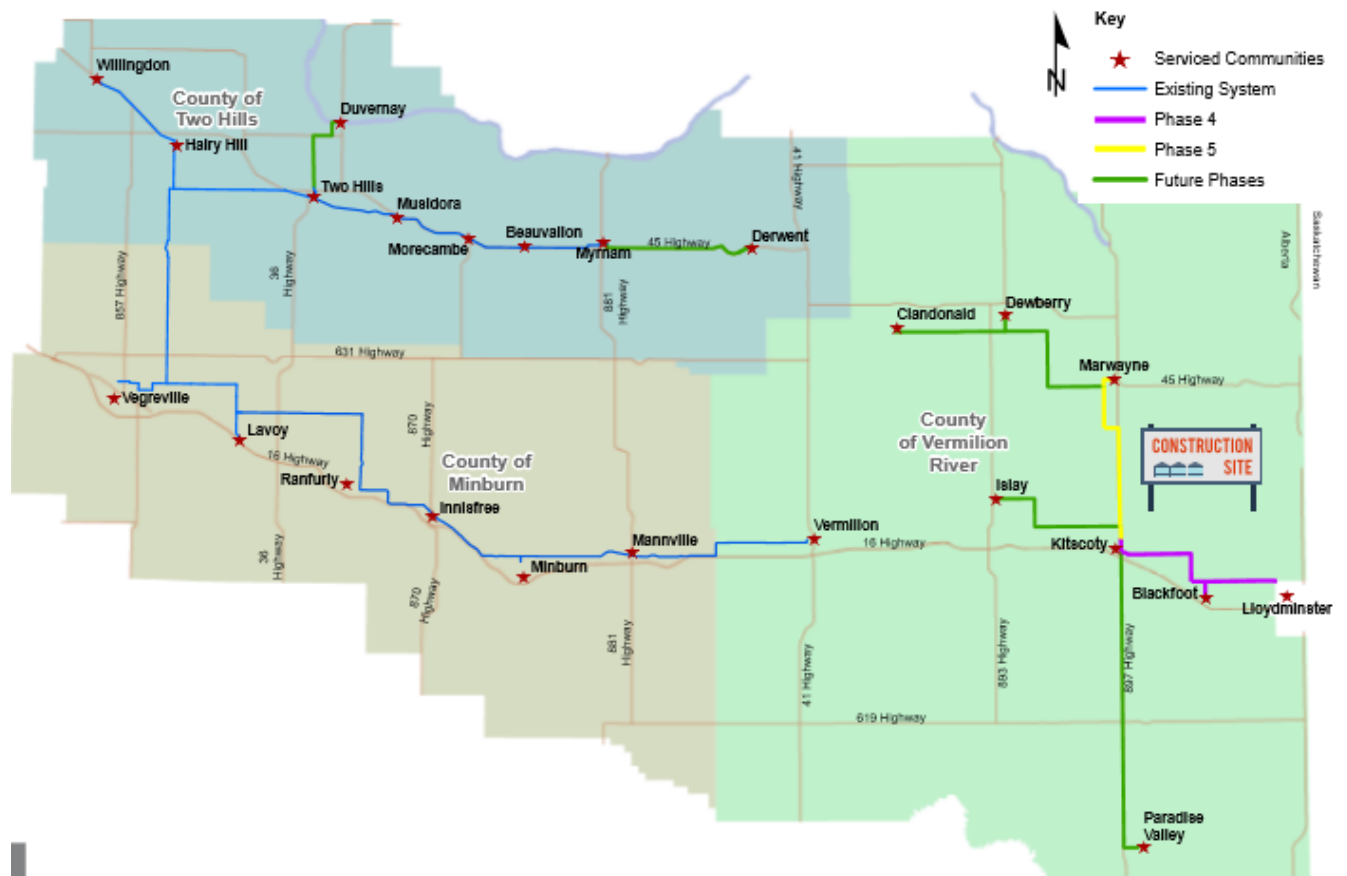 Key
Serviced Communities
Existing System
Phase 4
Phase 5
Future Phases
N
Willingdon
County of
Two Hills
Duvernay
Hairy Hill
41 Highway
Two Hills
Musidora
Beauvallon
Morecambe
Myrnam
45 Highway
Derwent
Saskatchewan
Alberta
857 Highway
36
Highway
881
Highway
Clandonald
Dewberry
631 Highway
Marwayne
45 Highway
Vegreville
870
Highway
Lavoy
16 Highway
County of
Minburn
County
of Vermilion
River
CONSTRUCTION
SITE
Ranfurly
Innisfree
Islay
Mannville
Vermilion
16 Highway
Kitscoty
Minburn
36
Highway
870
Highway
Blackfoot
Lloydminster
881
Highway
41 Highway
893 Highway
897 Highway
619 Highway
Paradise
Valley